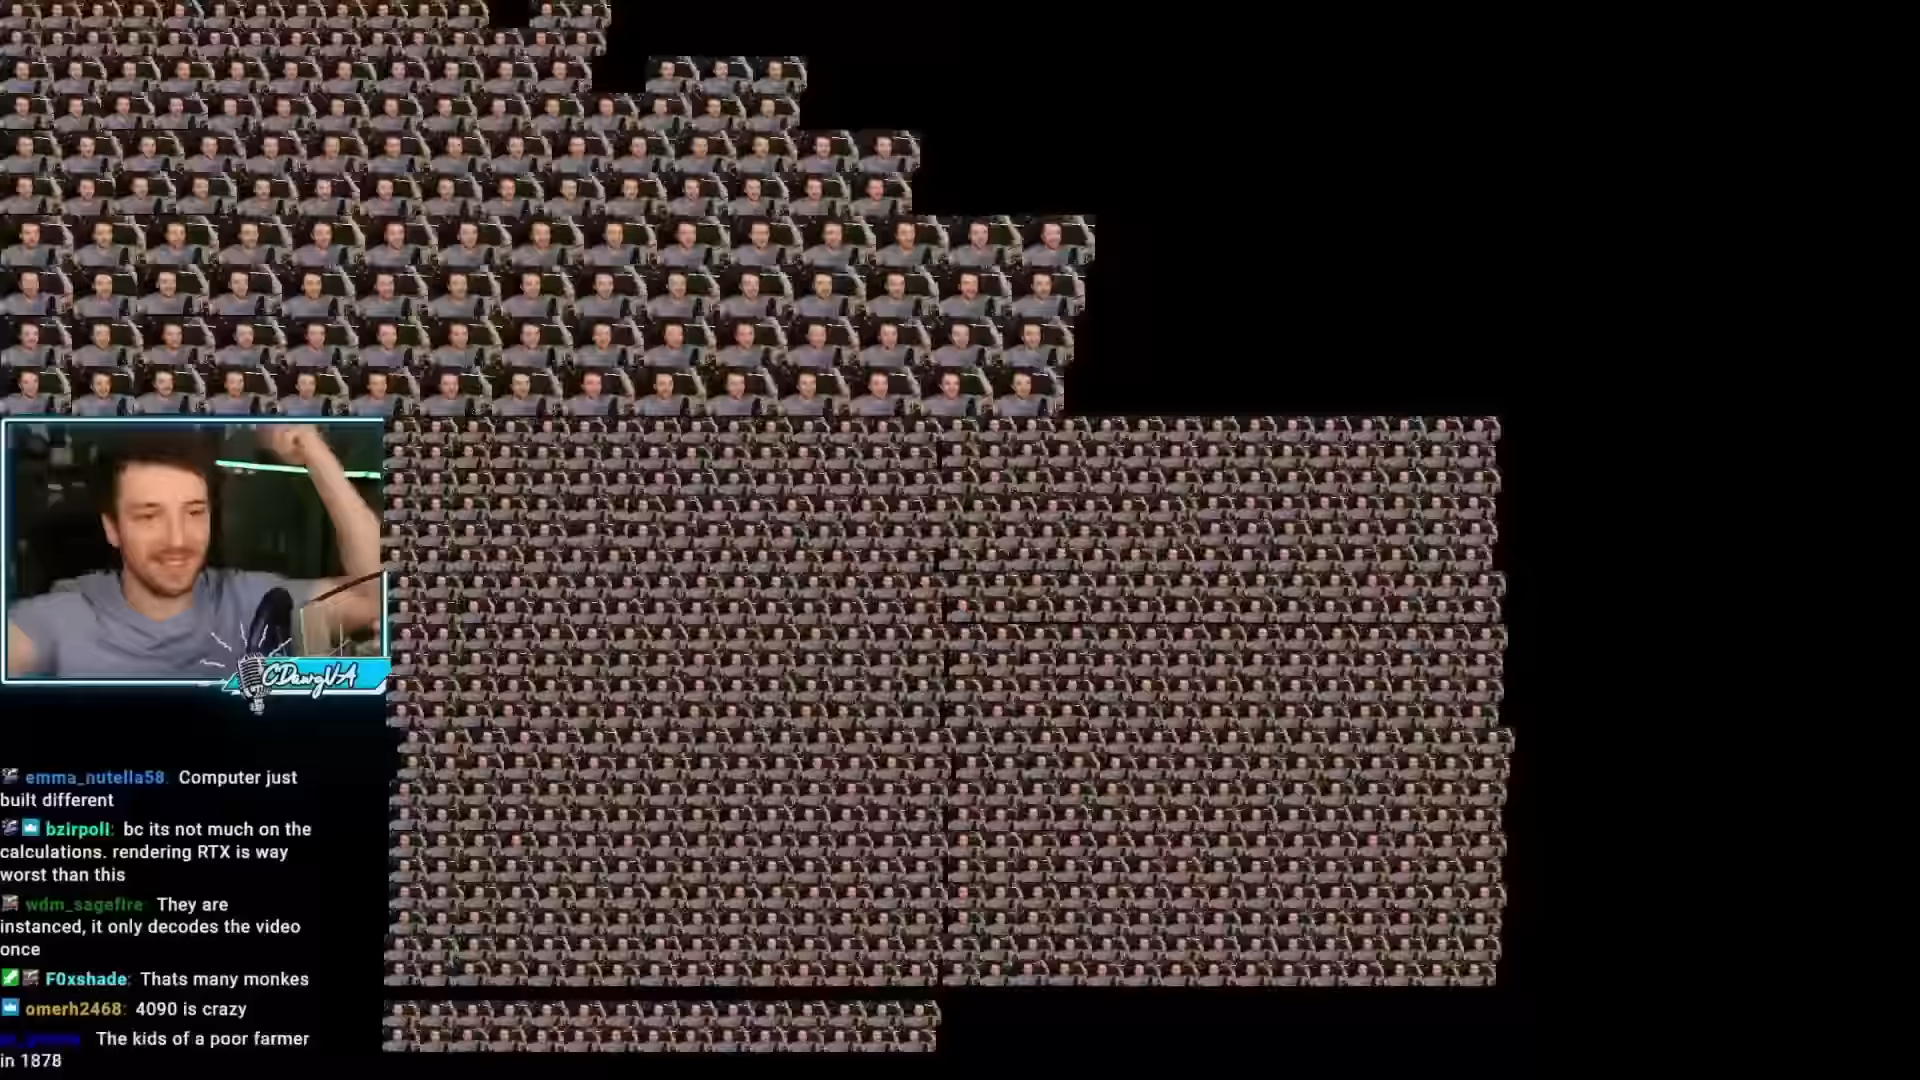 CDawgVA
emma_nutella58: Computer just
built different
bzirpoll: bc its not much on the
calculations. rendering RTX is way
worst than this
wdm_sagefire: They are
instanced, it only decodes the video
once
F0xshade: Thats many monkes
omerh2468: 4090 is crazy
The kids of a poor farmer
in 1878